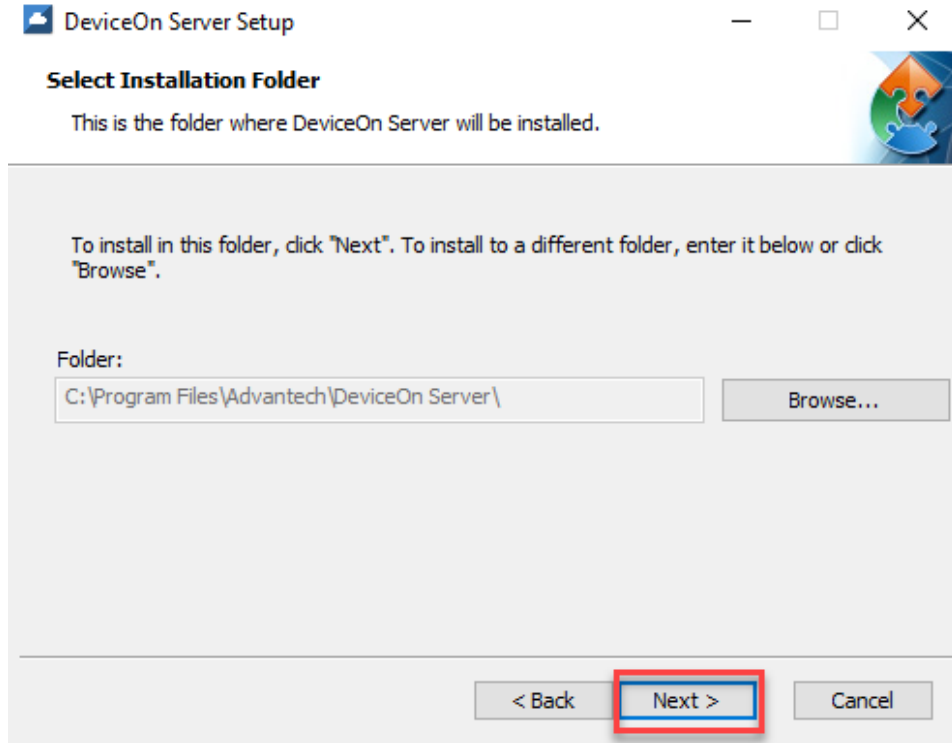 DeviceOn Server Setup
Select Installation Folder
This is the folder where DeviceOn Server will be installed.
To install in this folder, click "Next". To install to a different folder, enter it below or click
"Browse".
Folder:
C:\Program Files\Advantech\DeviceOn Server\
Browse...
< Back
Next >
Cancel